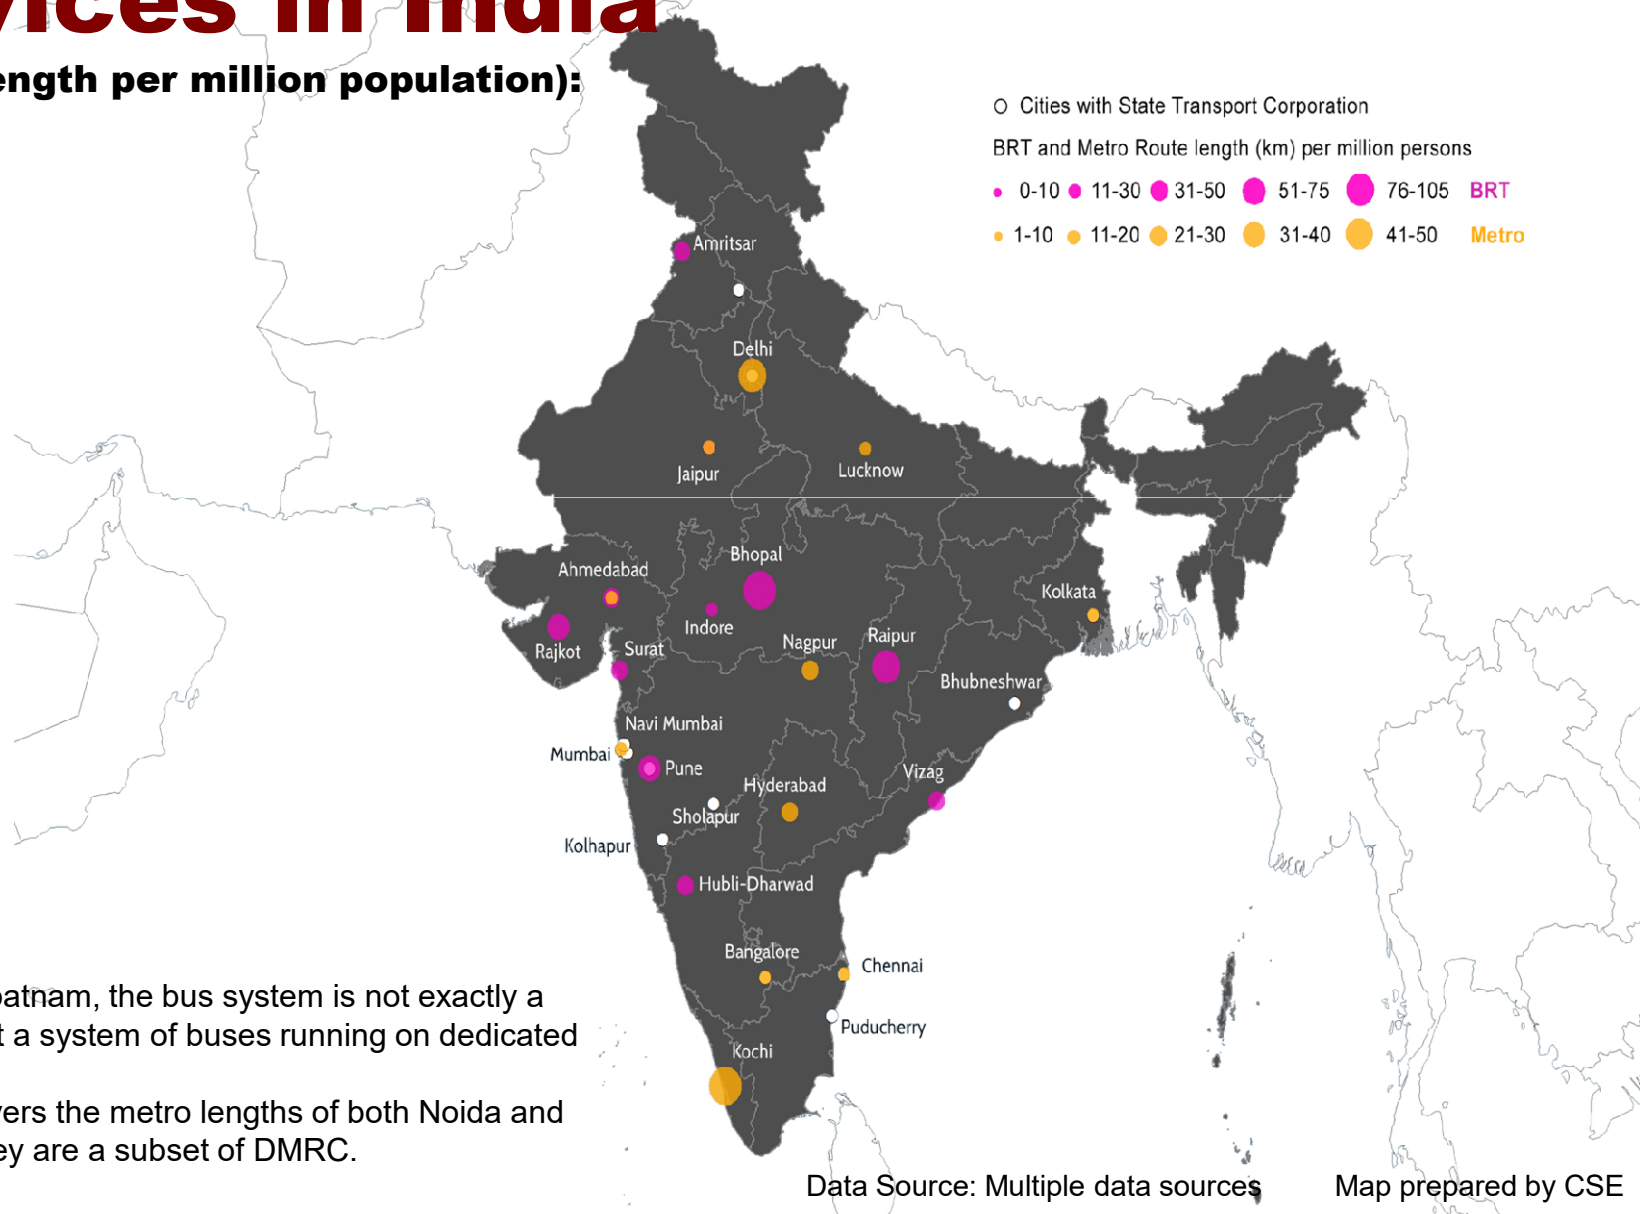 vices in India
ength per million population):
Cities with State Transport Corporation
BRT and Metro Route length (km) per million persons
0-10 11-30 31-50 51-75 76-105 BRT
1-10 11-20 21-30 31-40 41-50 Metro
Amritsar
Delhi
Jaipur
Lucknow
Bhopal
Ahmedabad
Kolkata
Indore
Raipur
Nagpur
Surat
Rajkot
Bhubneshwar
Navi Mumbai
Mumbai
Pune
Vizag
Hyderabad
Sholapur
Kolhapur
Hubli-Dharwad
Bangalore
Chennai
Puducherry
Kochi
patnam, the bus system is not exactly a
t a system of buses running on dedicated
vers the metro lengths of both Noida and
ey are a subset of DMRC.
Data Source: Multiple data sources
Map prepared by CSE